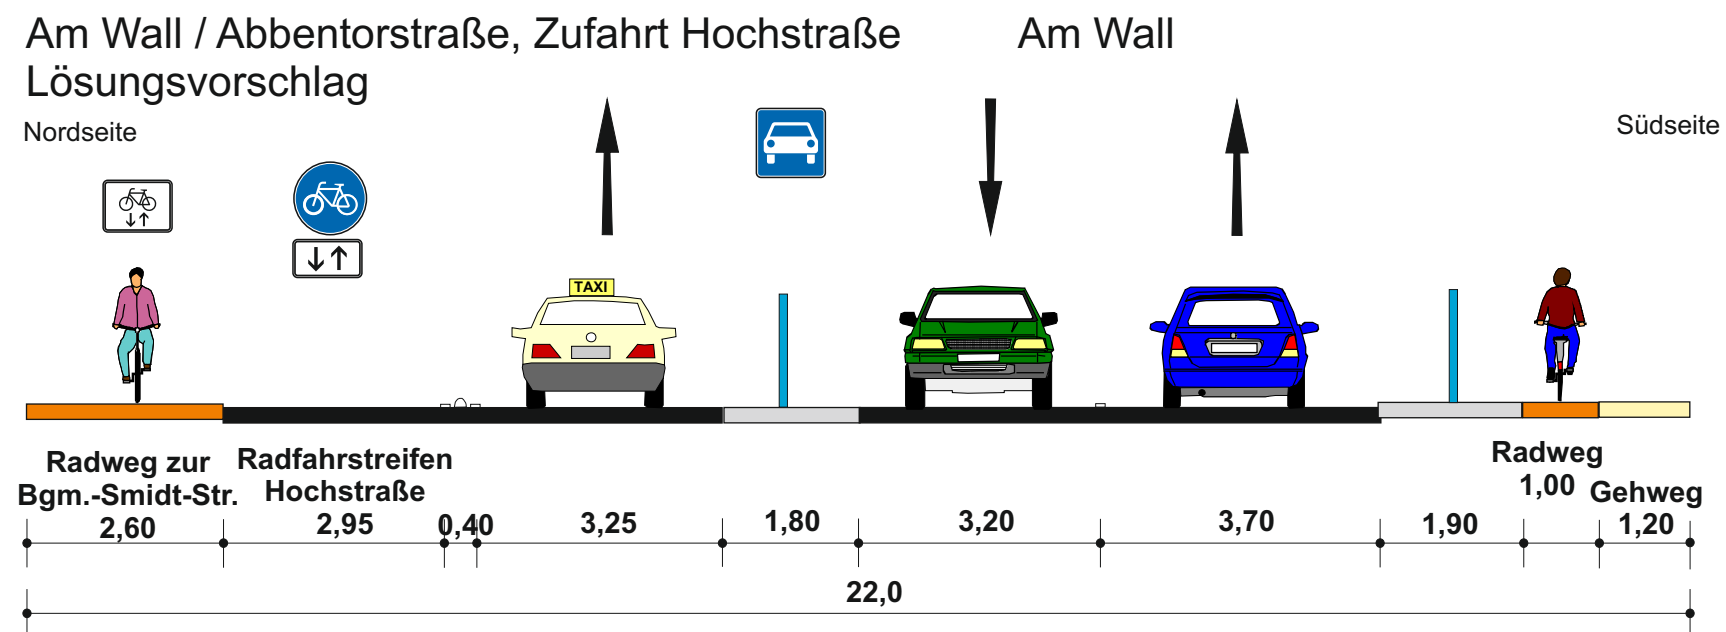 Am Wall / Abbentorstraße, Zufahrt Hochstraße
Am Wall
Lösungsvorschlag
Nordseite
Südseite
TAXI
Radweg zur
Bgm.-Smidt-Str.
2,60
Radfahrstreifen
Hochstraße
2,95
0,40
3,25
1,80
3,20
3,70
1,90
Radweg
1,00
Gehweg
1,20
22,0